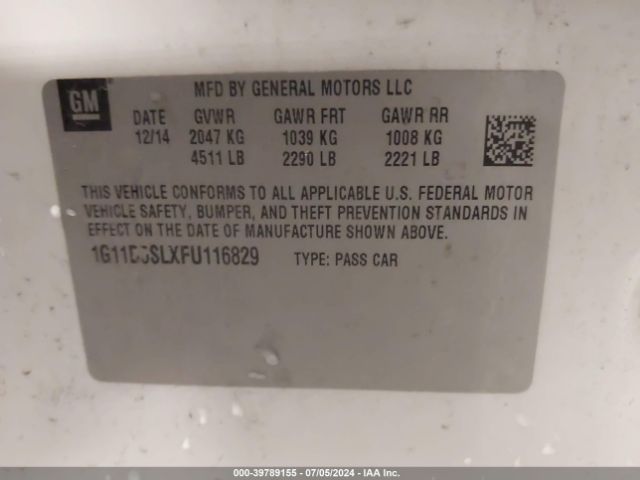 GM
MFD BY GENERAL MOTORS LLC
DATE GVWR GAWR FRT GAWR RR
12/14 2047 KG 1039 KG 1008 KG
4511 LB 2290 LB 2221 LB
THIS VEHICLE CONFORMS TO ALL APPLICABLE U.S. FEDERAL MOTOR
VEHICLE SAFETY, BUMPER, AND THEFT PREVENTION STANDARDS IN
EFFECT ON THE DATE OF MANUFACTURE SHOWN ABOVE.
1G11D5SLXFU116829 TYPE: PASS CAR
000-39789155 - 07/05/2024 - IAA Inc.